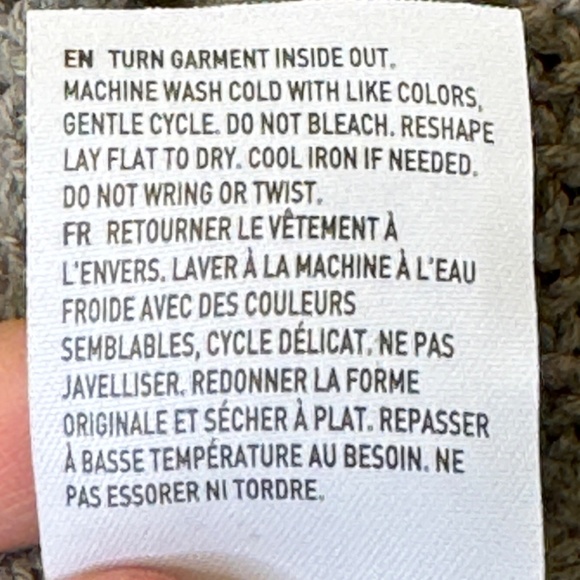 EN TURN GARMENT INSIDE OUT.
MACHINE WASH COLD WITH LIKE COLORS,
GENTLE CYCLE. DO NOT BLEACH. RESHAPE
LAY FLAT TO DRY. COOL IRON IF NEEDED.
DO NOT WRING OR TWIST.
FR RETOURNER LE VÊTEMENT À
L'ENVERS. LAVER À LA MACHINE À L'EAU
FROIDE AVEC DES COULEURS
SEMBLABLES, CYCLE DÉLICAT. NE PAS
JAVELLISER. REDONNER LA FORME
ORIGINALE ET SÉCHER À PLAT. REPASSER
À BASSE TEMPÉRATURE AU BESOIN. NE
PAS ESSORER NI TORDRE.